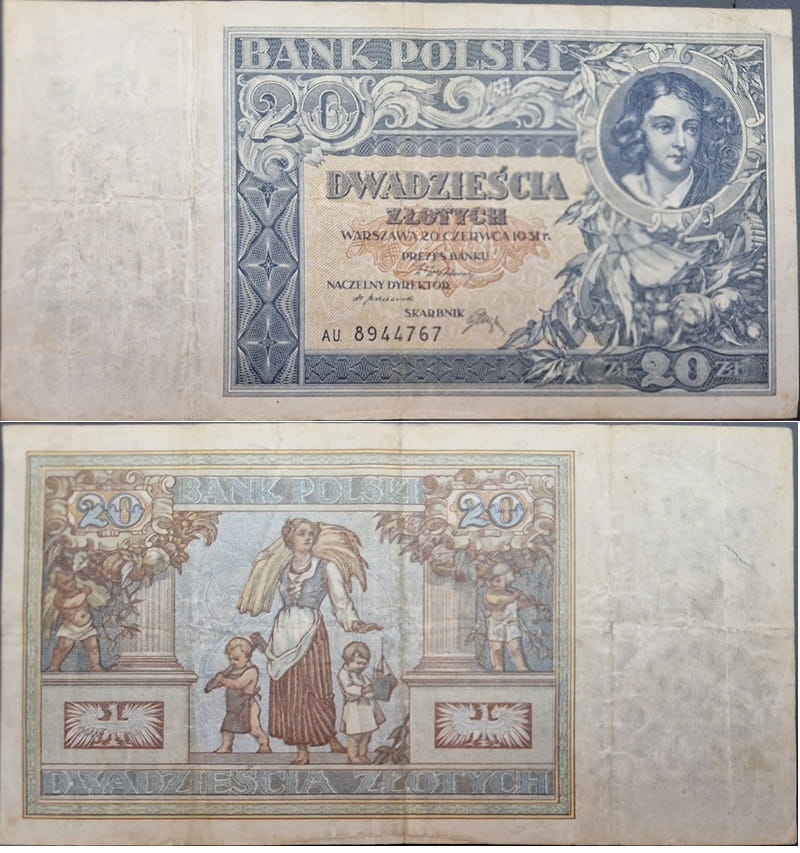 BANK POLSKI
20
DWADZIEŚCIA
ZŁOTYCH
WARSZAWA 20 CZERWCA 1931 r.
PREZES BANKU
NACZELNY DYREKTOR
SKARBNIK
AU 8944767
ZŁ 20 ZŁ
20 BANK POLSKI 20
DWADZIEŚCIA ZŁOTYCH